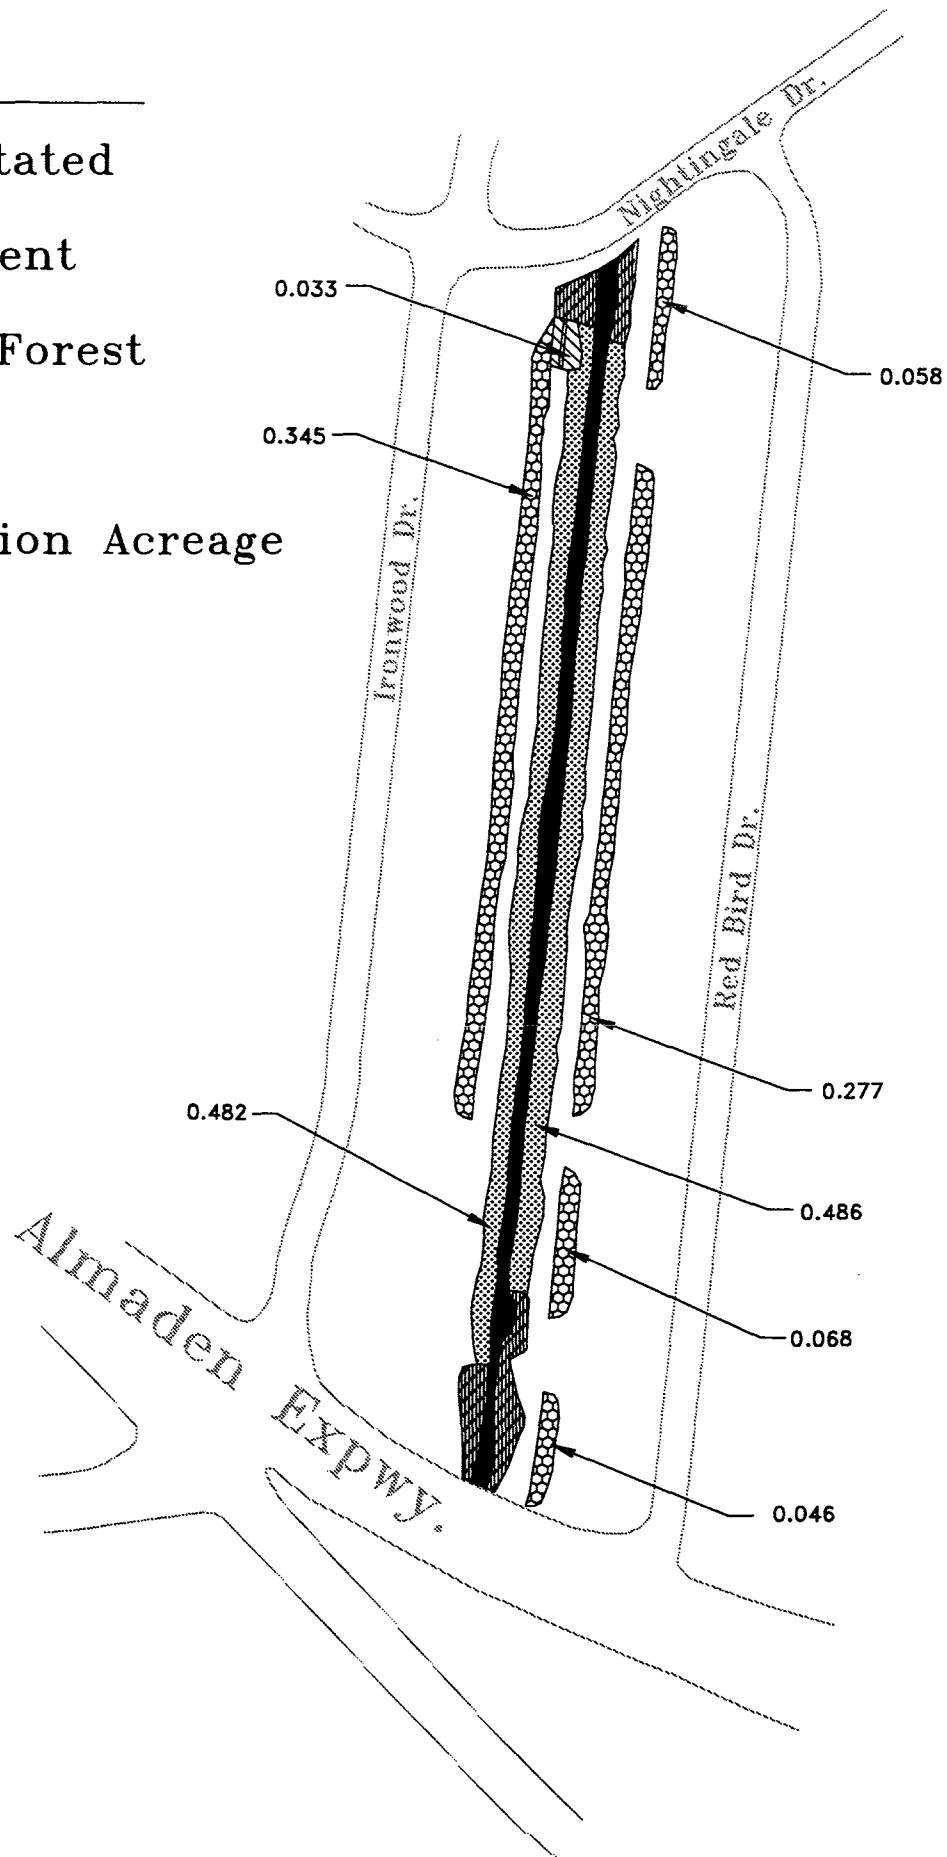 tated
ent
Forest
ion Acreage
Nightingale Dr.
0.033
0.058
0.345
Ironwood Dr.
Red Bird Dr.
0.277
0.482
0.486
0.068
0.046
Almaden Expwy.